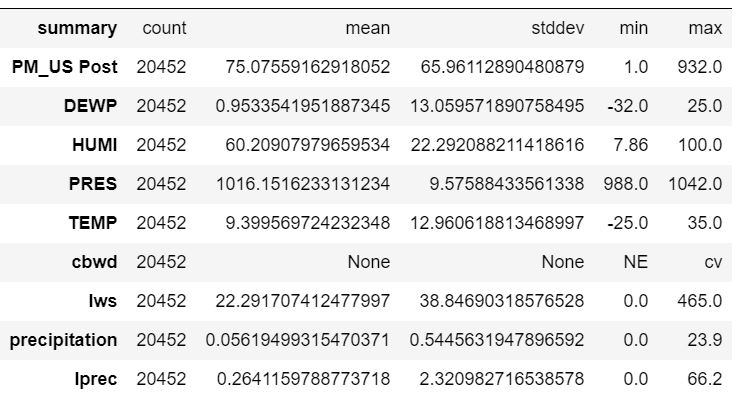 summary count mean stddev min max
PM_US Post 20452 75.07559162918052 65.96112890480879 1.0 932.0
DEWP 20452 0.9533541951887345 13.059571890758495 -32.0 25.0
HUMI 20452 60.20907979659534 22.292088211418616 7.86 100.0
PRES 20452 1016.1516233131234 9.57588433561338 988.0 1042.0
TEMP 20452 9.399569724232348 12.960618813468997 -25.0 35.0
cbwd 20452 None None NE cv
Iws 20452 22.291707412477997 38.84690318576528 0.0 465.0
precipitation 20452 0.05619499315470371 0.5445631947896592 0.0 23.9
Iprec 20452 0.2641159788773718 2.320982716538578 0.0 66.2